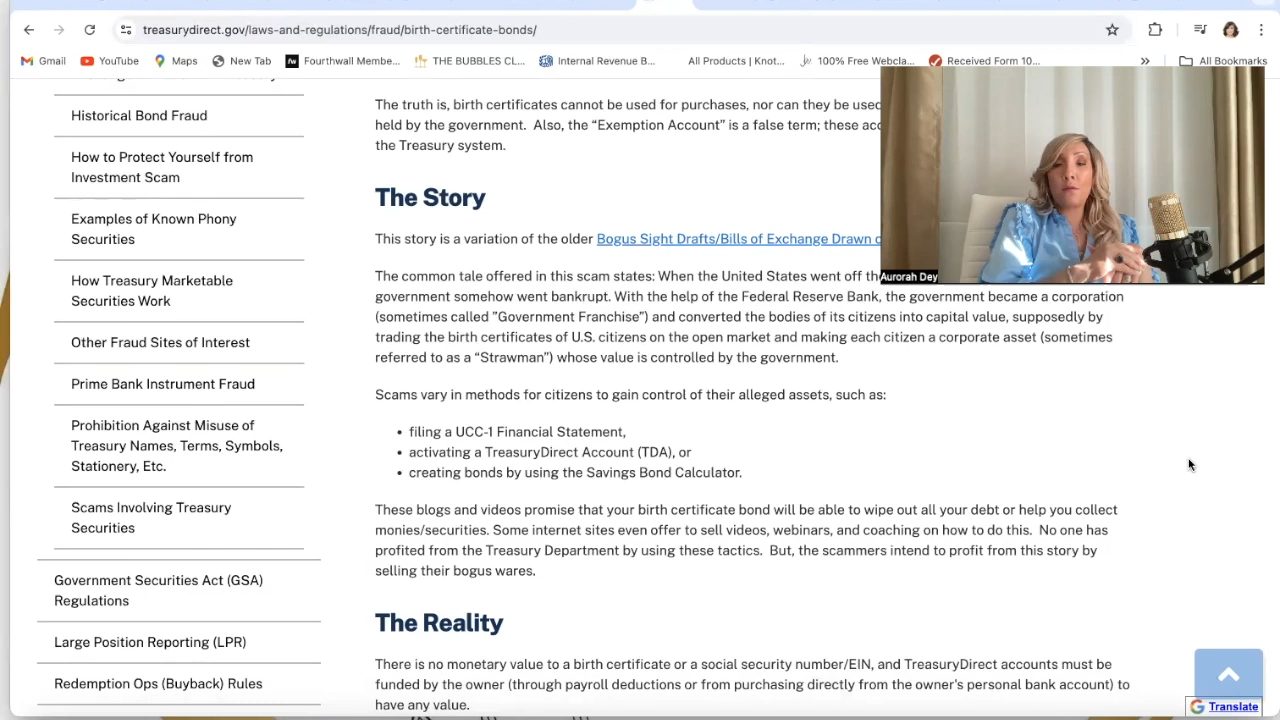 treasurydirect.gov/laws-and-regulations/fraud/birth-certificate-bonds/
Gmail
YouTube
Maps
New Tab
Fourthwall Membe...
THE BUBBLES CL...
Internal Revenue B...
All Products | Knot...
100% Free Webcla...
Received Form 10...
»
All Bookmarks
Historical Bond Fraud
How to Protect Yourself from
Investment Scam
Examples of Known Phony
Securities
How Treasury Marketable
Securities Work
Other Fraud Sites of Interest
Prime Bank Instrument Fraud
Prohibition Against Misuse of
Treasury Names, Terms, Symbols,
Stationery, Etc.
Scams Involving Treasury
Securities
Government Securities Act (GSA)
Regulations
Large Position Reporting (LPR)
Redemption Ops (Buyback) Rules
The truth is, birth certificates cannot be used for purchases, nor can they be used
held by the government.  Also, the “Exemption Account” is a false term; these
the Treasury system.
The Story
This story is a variation of the older Bogus Sight Drafts/Bills of Exchange Drawn
The common tale offered in this scam states: When the United States went off
government somehow went bankrupt. With the help of the Federal Reserve Bank, the government became a corporation
(sometimes called ”Government Franchise”) and converted the bodies of its citizens into capital value, supposedly by
trading the birth certificates of U.S. citizens on the open market and making each citizen a corporate asset (sometimes
referred to as a “Strawman”) whose value is controlled by the government.
Scams vary in methods for citizens to gain control of their alleged assets, such as:
• filing a UCC-1 Financial Statement,
• activating a TreasuryDirect Account (TDA), or
• creating bonds by using the Savings Bond Calculator.
These blogs and videos promise that your birth certificate bond will be able to wipe out all your debt or help you collect
monies/securities. Some internet sites even offer to sell videos, webinars, and coaching on how to do this.  No one has
profited from the Treasury Department by using these tactics.  But, the scammers intend to profit from this story by
selling their bogus wares.
The Reality
There is no monetary value to a birth certificate or a social security number/EIN, and TreasuryDirect accounts must be
funded by the owner (through payroll deductions or from purchasing directly from the owner's personal bank account) to
have any value.
Aurorah Dey
Translate